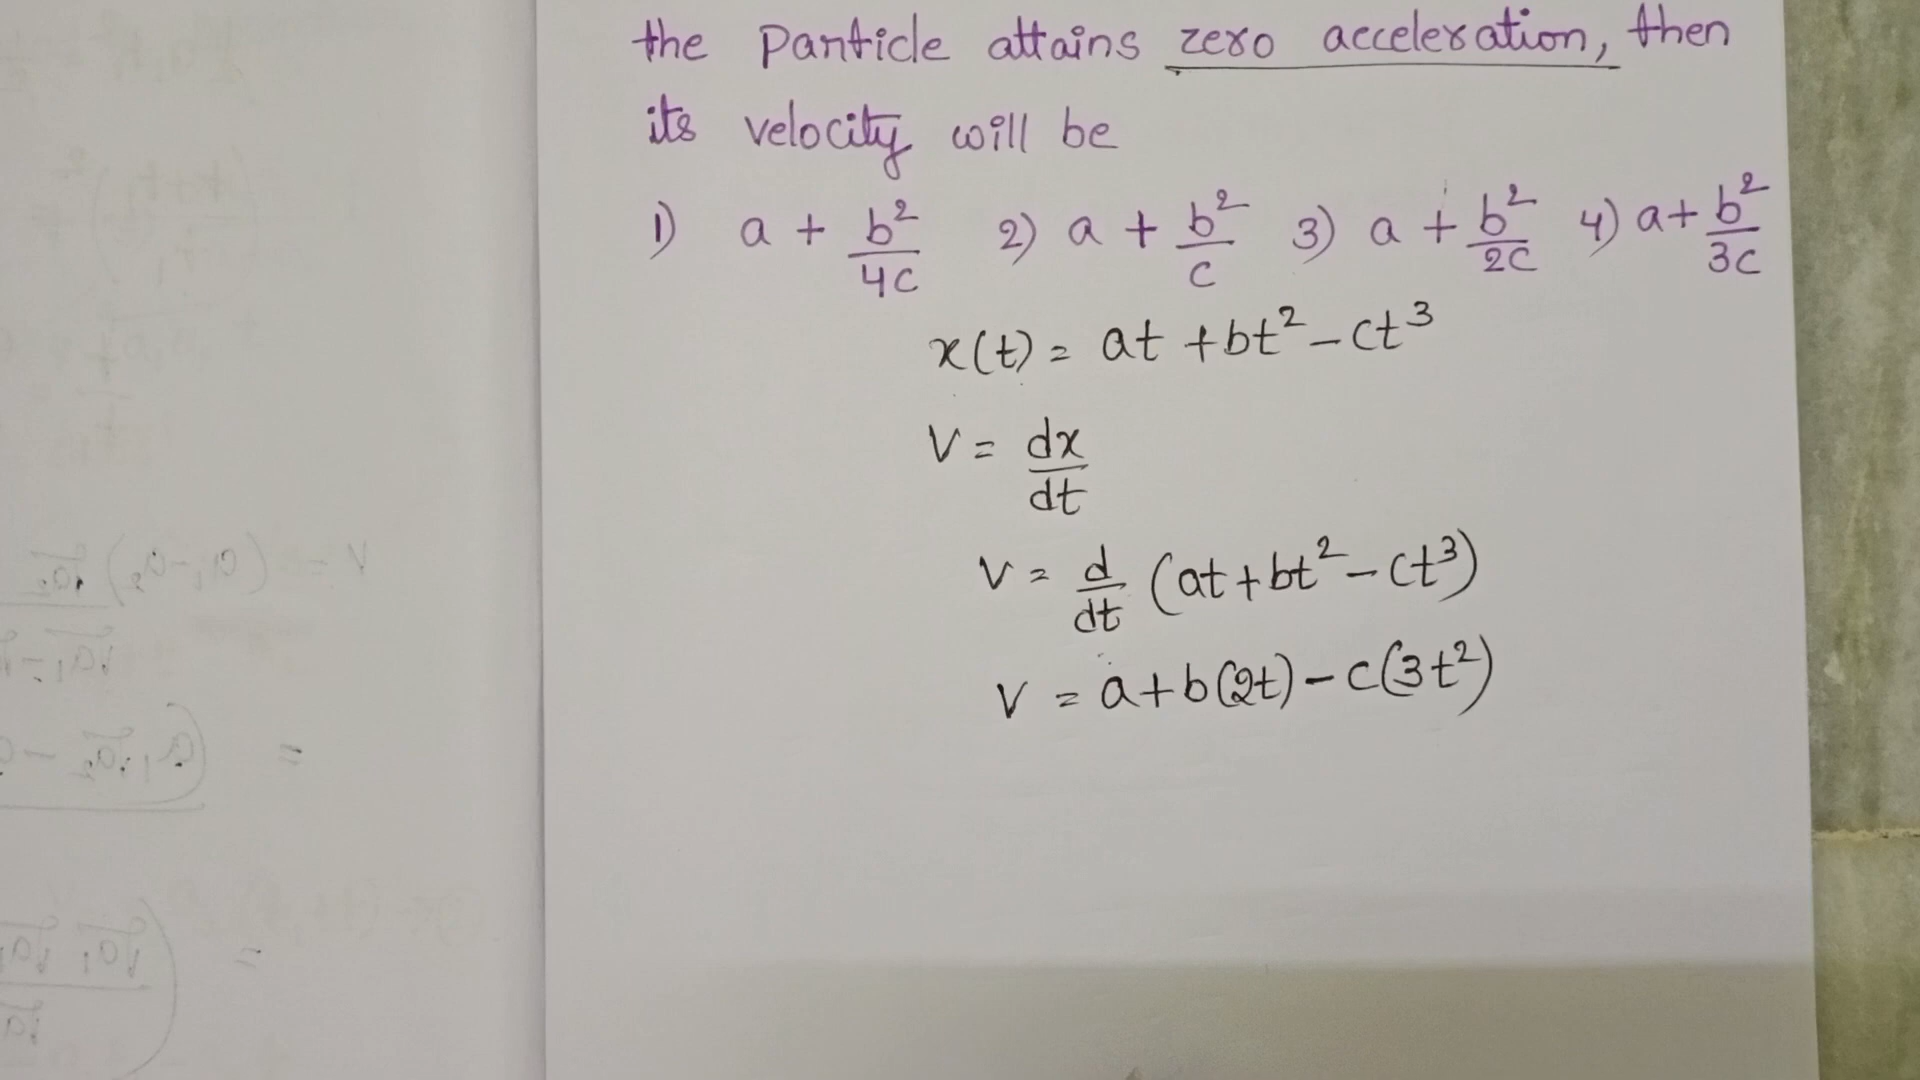 the Particle attains zero acceleration, then
its velocity will be
1) a + b²/4c 2) a + b²/c 3) a + b²/2c 4) a + b²/3c
x(t) = at + bt² - ct³
V = dx/dt
V = d/dt (at + bt² - ct³)
V = a + b(2t) - c(3t²)